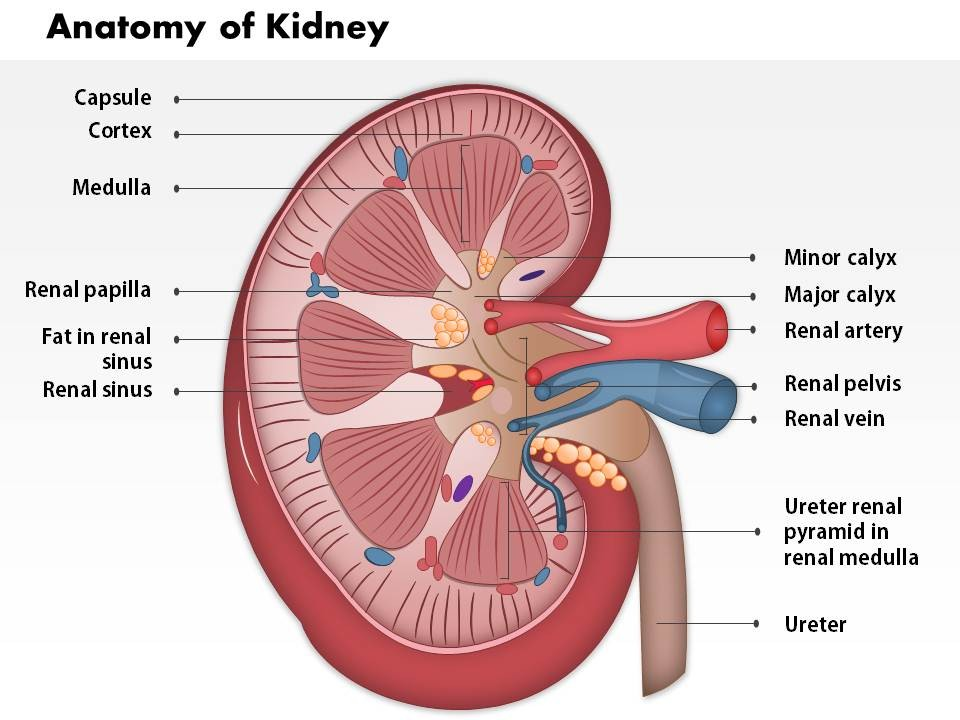 Anatomy of Kidney
Capsule
Cortex
Medulla
Renal papilla
Fat in renal
sinus
Renal sinus
Minor calyx
Major calyx
Renal artery
Renal pelvis
Renal vein
Ureter renal
pyramid in
renal medulla
Ureter